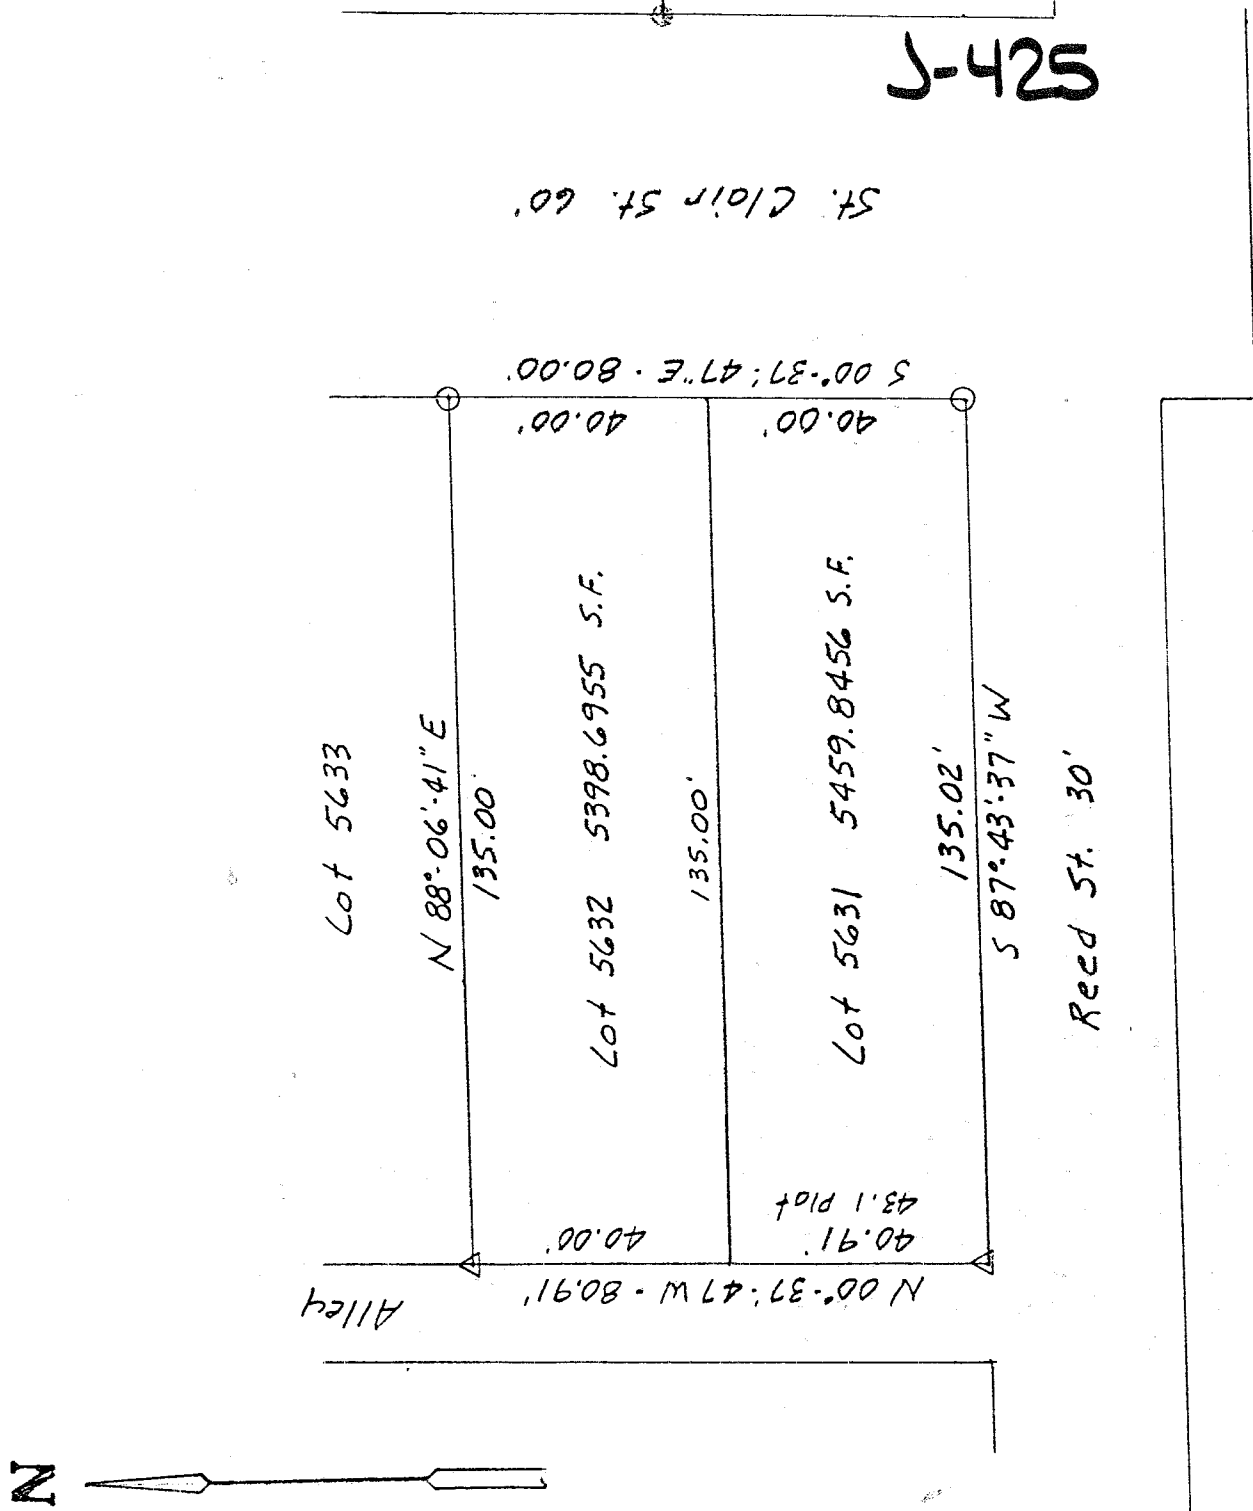 J-425
St. Clair St. 60'
S 00°-37'-47"E - 80.00'
40.00'
40.00'
Lot 5633
N 88°-06'-41" E
135.00'
Lot 5632 5398.6955 S.F.
135.00'
Lot 5631 5459.8456 S.F.
135.02'
S 87°-43'-37" W
Reed St. 30'
43.1 Plat
40.91'
40.00'
N 00°-37'-47 W - 80.91'
Alley
N